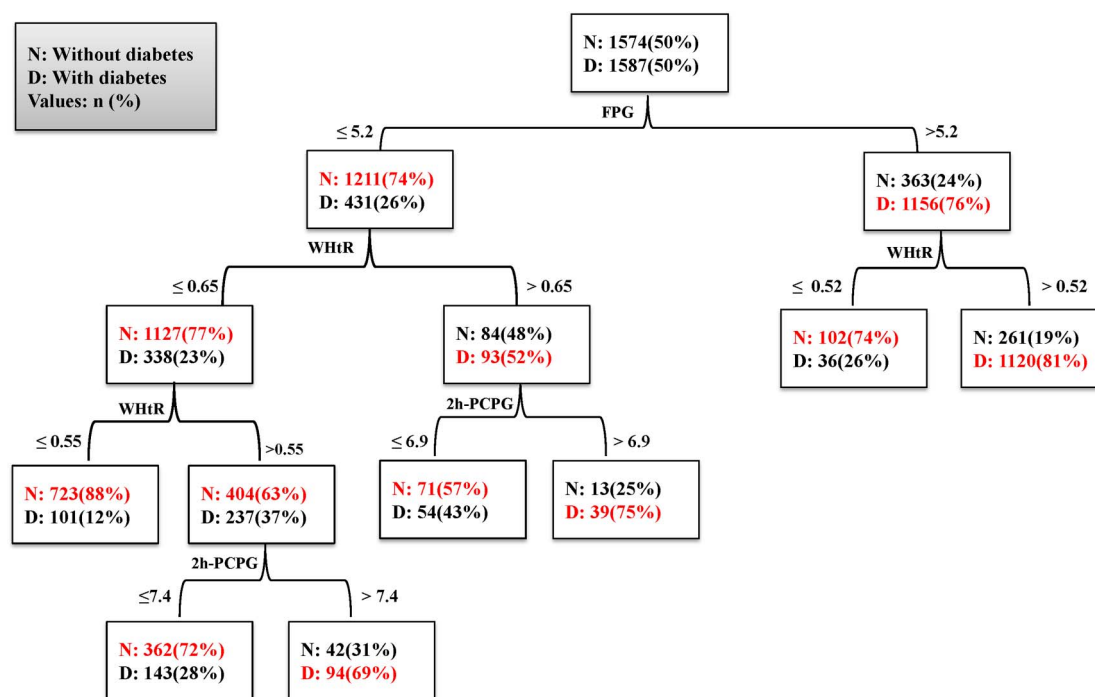 N: Without diabetes
D: With diabetes
Values: n (%)
N: 1574(50%)
D: 1587(50%)
FPG
≤ 5.2
>5.2
N: 1211(74%)
D: 431(26%)
N: 363(24%)
D: 1156(76%)
WHtR
WHtR
≤ 0.65
> 0.65
≤ 0.52
> 0.52
N: 1127(77%)
D: 338(23%)
N: 84(48%)
D: 93(52%)
N: 102(74%)
D: 36(26%)
N: 261(19%)
D: 1120(81%)
WHtR
2h-PCPG
≤ 0.55
>0.55
≤ 6.9
> 6.9
N: 723(88%)
D: 101(12%)
N: 404(63%)
D: 237(37%)
N: 71(57%)
D: 54(43%)
N: 13(25%)
D: 39(75%)
2h-PCPG
≤7.4
> 7.4
N: 362(72%)
D: 143(28%)
N: 42(31%)
D: 94(69%)